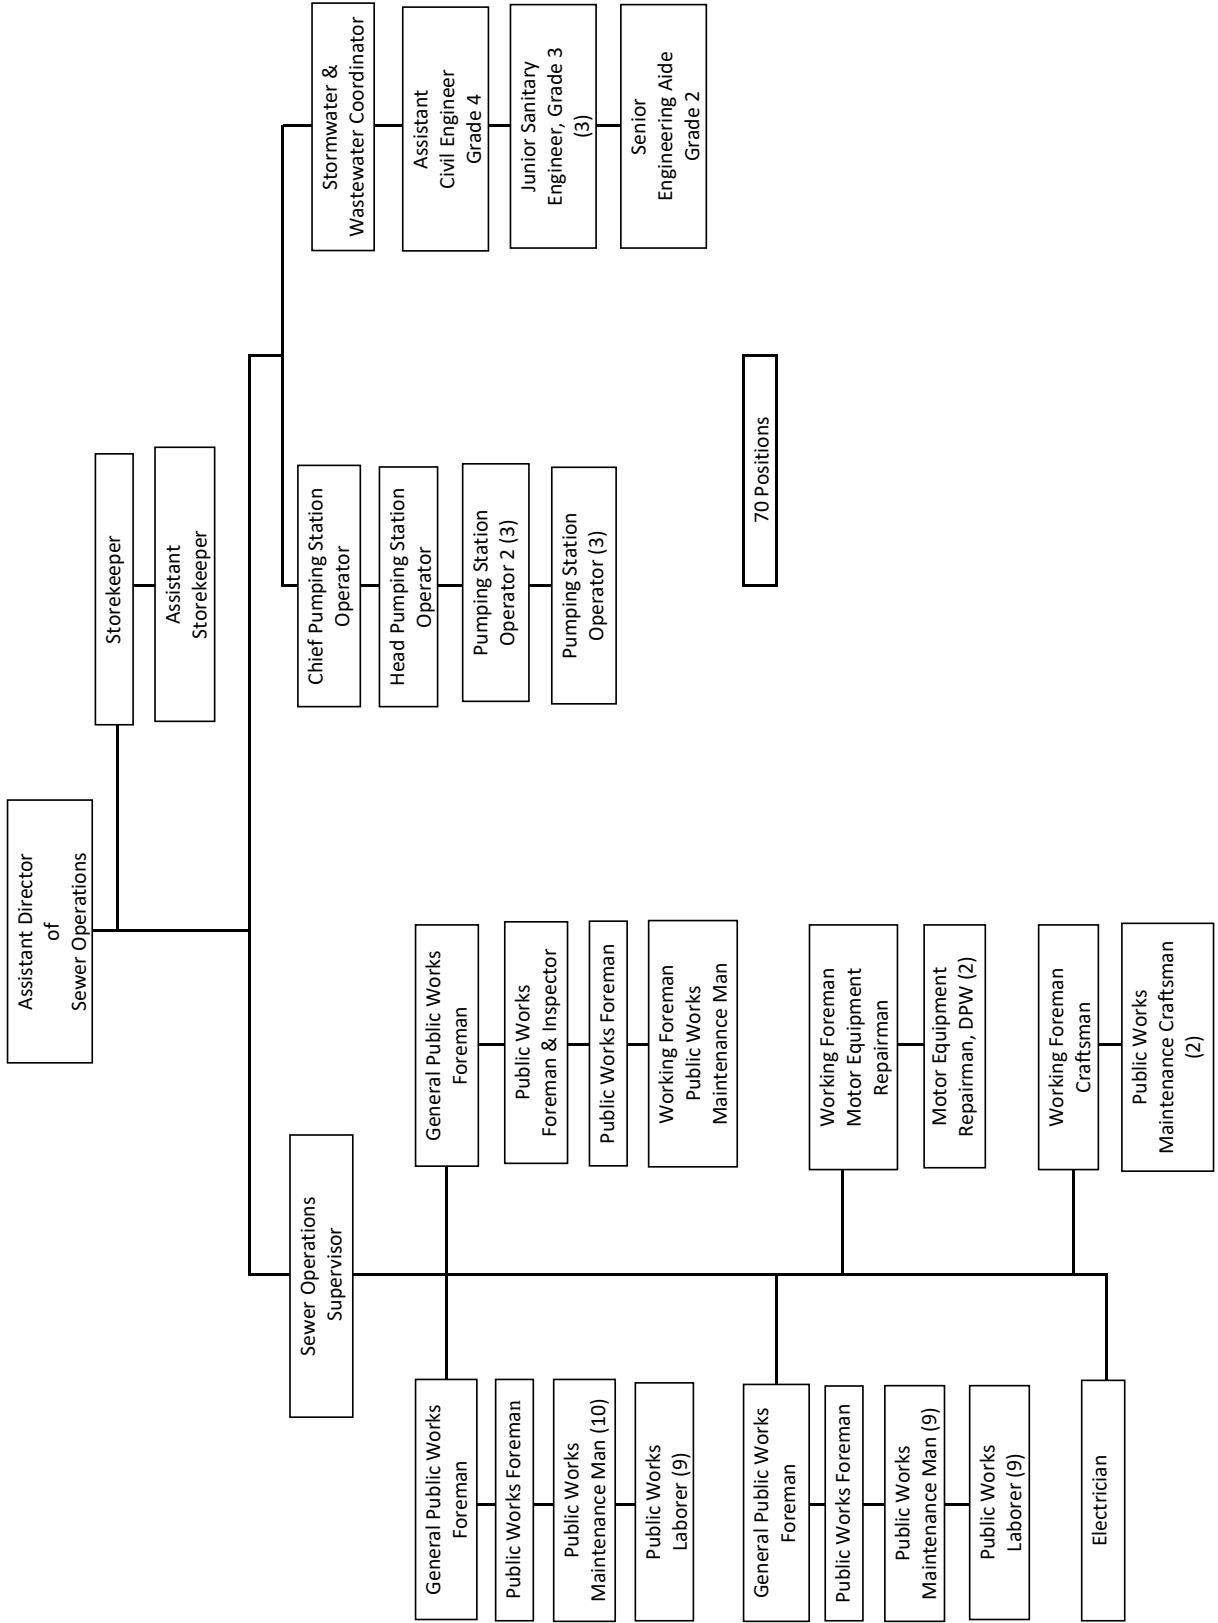 Assistant Director
of
Sewer Operations
Storekeeper
Assistant
Storekeeper
Sewer Operations
Supervisor
General Public Works
Foreman
Public Works Foreman
Public Works
Maintenance Man (10)
Public Works
Laborer (9)
General Public Works
Foreman
Public Works Foreman
Public Works
Maintenance Man (9)
Public Works
Laborer (9)
Electrician
General Public Works
Foreman
Public Works
Foreman & Inspector
Public Works Foreman
Working Foreman
Public Works
Maintenance Man
Working Foreman
Motor Equipment
Repairman
Motor Equipment
Repairman, DPW (2)
Working Foreman
Craftsman
Public Works
Maintenance Craftsman
(2)
Chief Pumping Station
Operator
Head Pumping Station
Operator
Pumping Station
Operator 2 (3)
Pumping Station
Operator (3)
Stormwater &
Wastewater Coordinator
Assistant
Civil Engineer
Grade 4
Junior Sanitary
Engineer, Grade 3
(3)
Senior
Engineering Aide
Grade 2
70 Positions